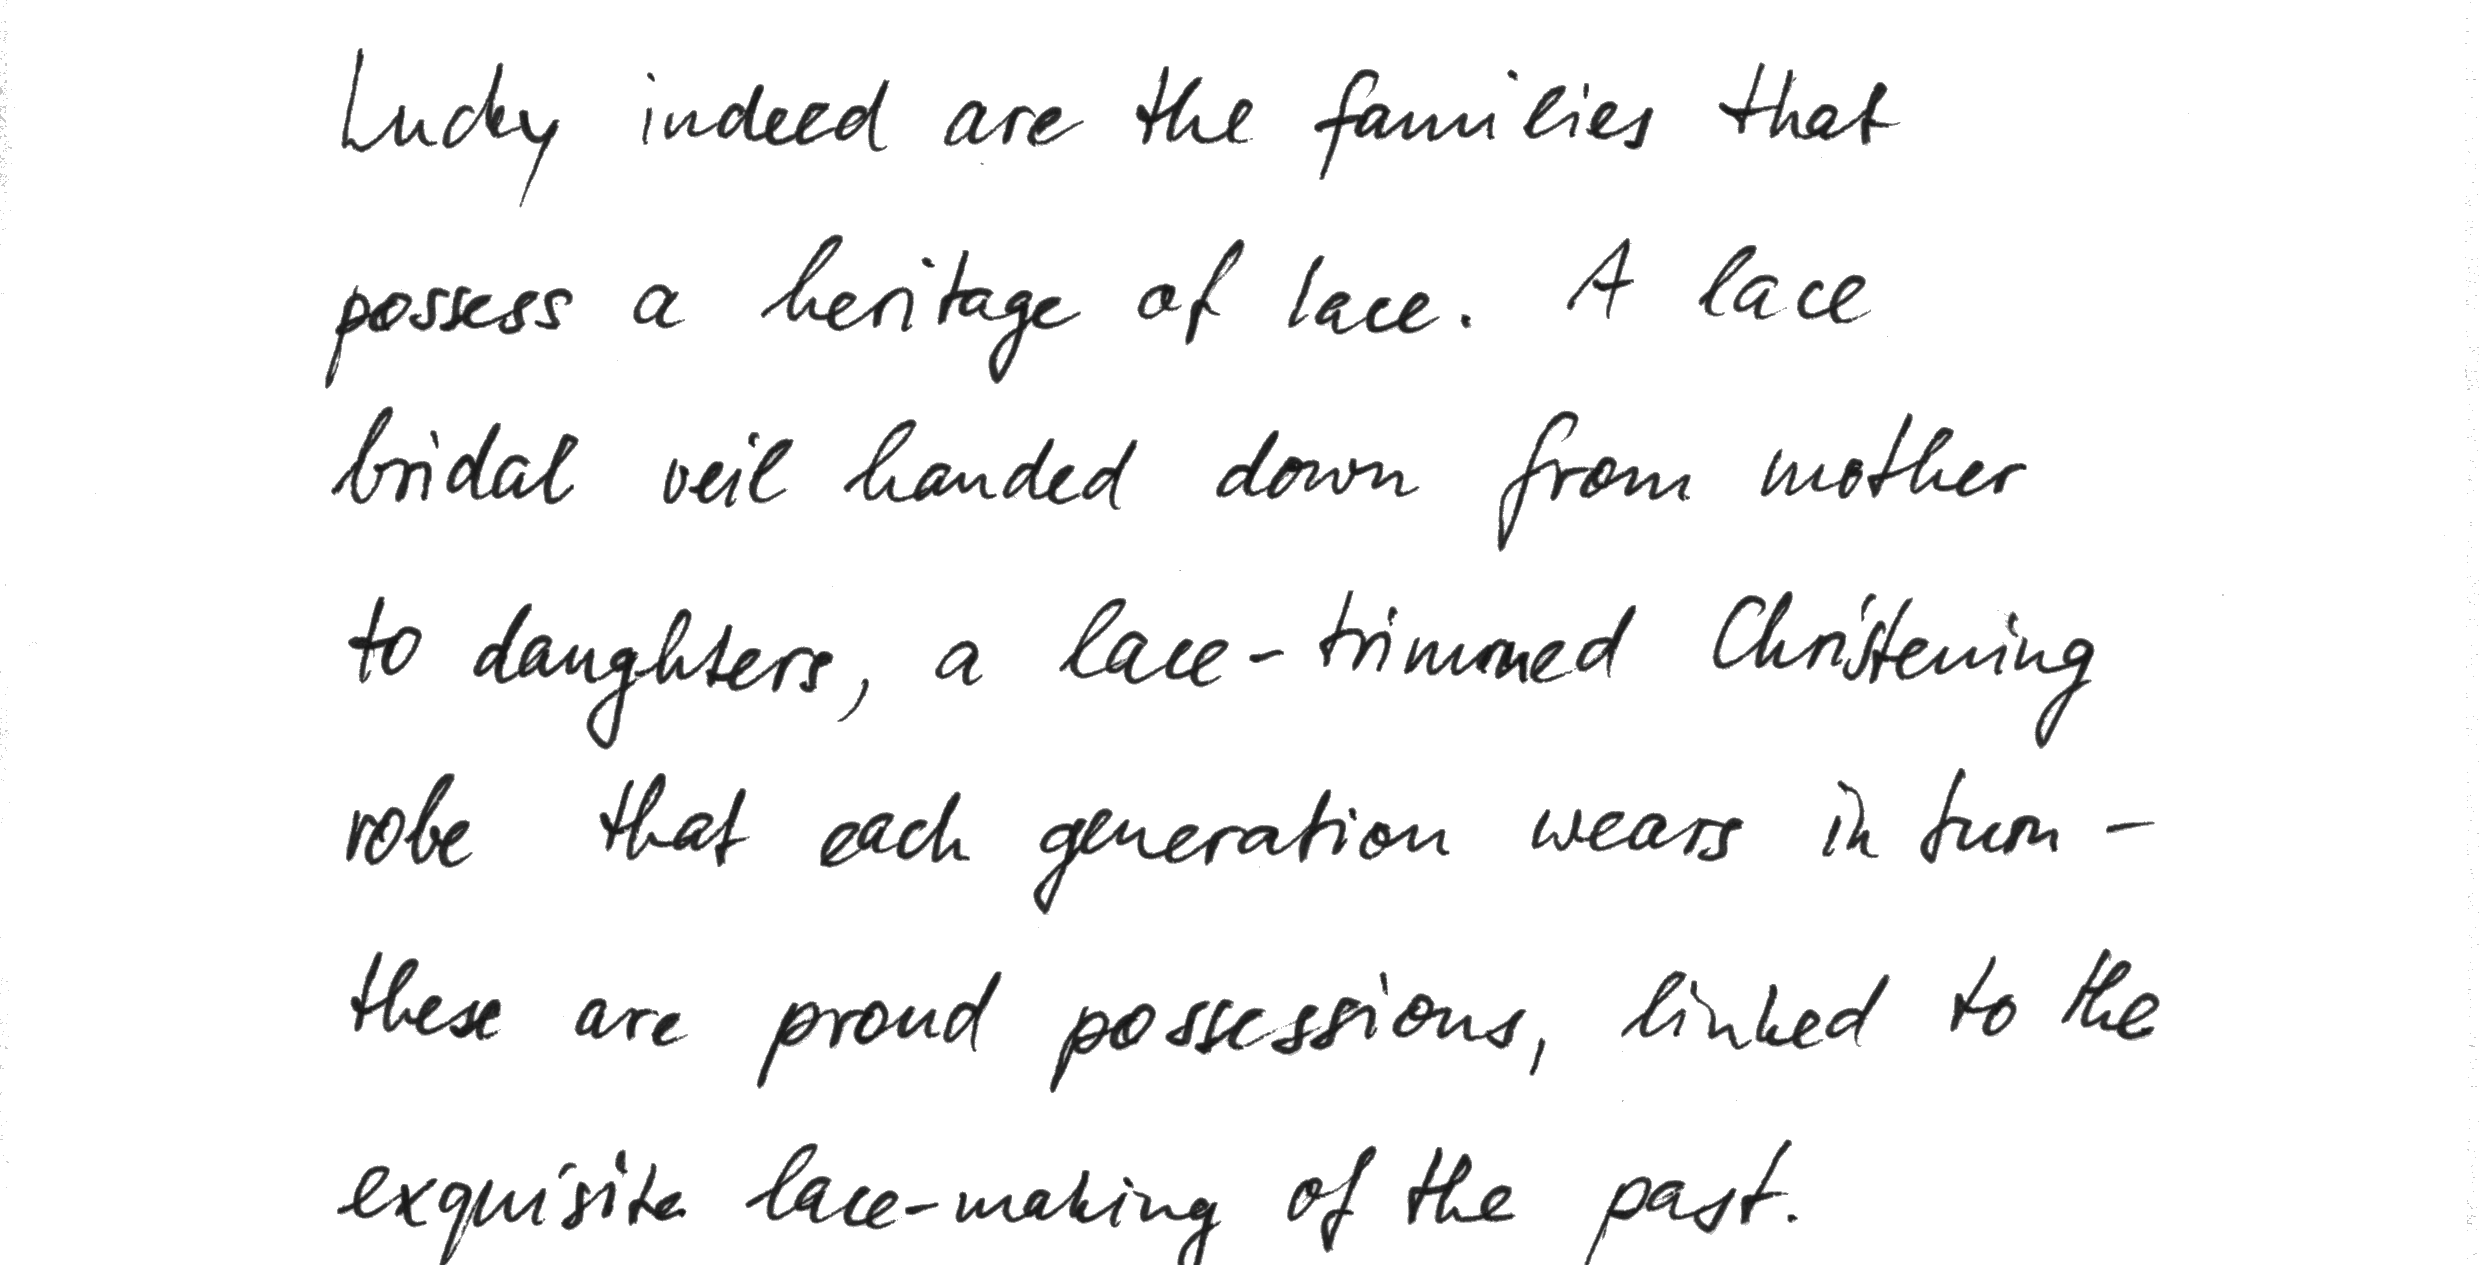 Lucky indeed are the families that
possess a heritage of lace. A lace
bridal veil handed down from mother
to daughters, a lace-trimmed Christening
robe that each generation wears in turn -
these are proud possessions, linked to the
exquisite lace-making of the past.